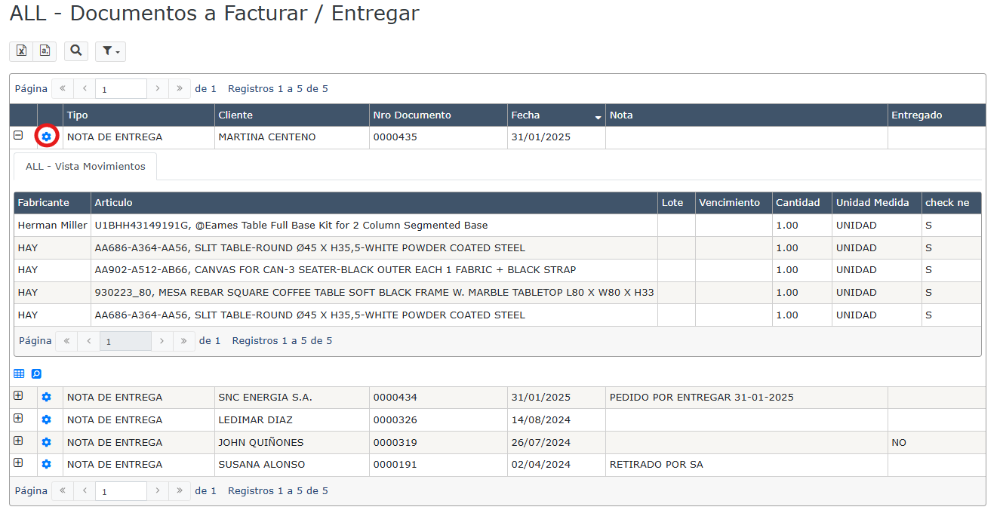 ALL - Documentos a Facturar / Entregar
Página « ‹ 1 › » de 1 Registros 1 a 5 de 5
Tipo Cliente Nro Documento Fecha Nota Entregado
NOTA DE ENTREGA MARTINA CENTENO 0000435 31/01/2025
ALL - Vista Movimientos
Fabricante Articulo Lote Vencimiento Cantidad Unidad Medida check ne
Herman Miller U1BHH43149191G, @Eames Table Full Base Kit for 2 Column Segmented Base 1.00 UNIDAD S
HAY AA686-A364-AA56, SLIT TABLE-ROUND Ø45 X H35,5-WHITE POWDER COATED STEEL 1.00 UNIDAD S
HAY AA902-A512-AB66, CANVAS FOR CAN-3 SEATER-BLACK OUTER EACH 1 FABRIC + BLACK STRAP 1.00 UNIDAD S
HAY 930223_80, MESA REBAR SQUARE COFFEE TABLE SOFT BLACK FRAME W. MARBLE TABLETOP L80 X W80 X H33 1.00 UNIDAD S
HAY AA686-A364-AA56, SLIT TABLE-ROUND Ø45 X H35,5-WHITE POWDER COATED STEEL 1.00 UNIDAD S
Página « ‹ 1 › » de 1 Registros 1 a 5 de 5
NOTA DE ENTREGA SNC ENERGIA S.A. 0000434 31/01/2025 PEDIDO POR ENTREGAR 31-01-2025
NOTA DE ENTREGA LEDIMAR DIAZ 0000326 14/08/2024
NOTA DE ENTREGA JOHN QUIÑONES 0000319 26/07/2024 NO
NOTA DE ENTREGA SUSANA ALONSO 0000191 02/04/2024 RETIRADO POR SA
Página « ‹ 1 › » de 1 Registros 1 a 5 de 5